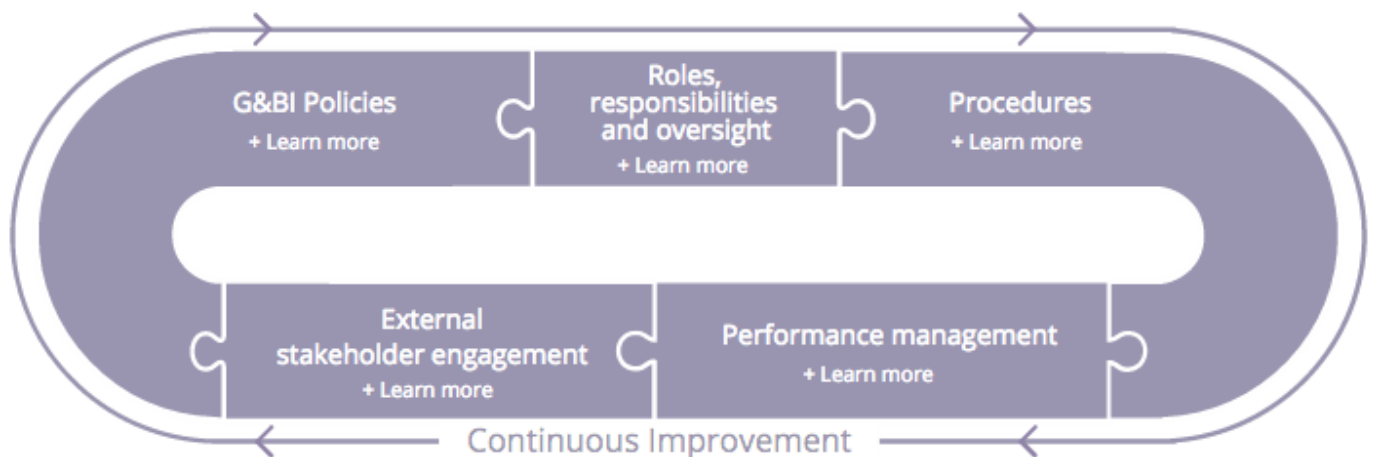 G&BI Policies
+ Learn more
Roles,
responsibilities
and oversight
+ Learn more
Procedures
+ Learn more
External
stakeholder engagement
+ Learn more
Performance management
+ Learn more
Continuous Improvement